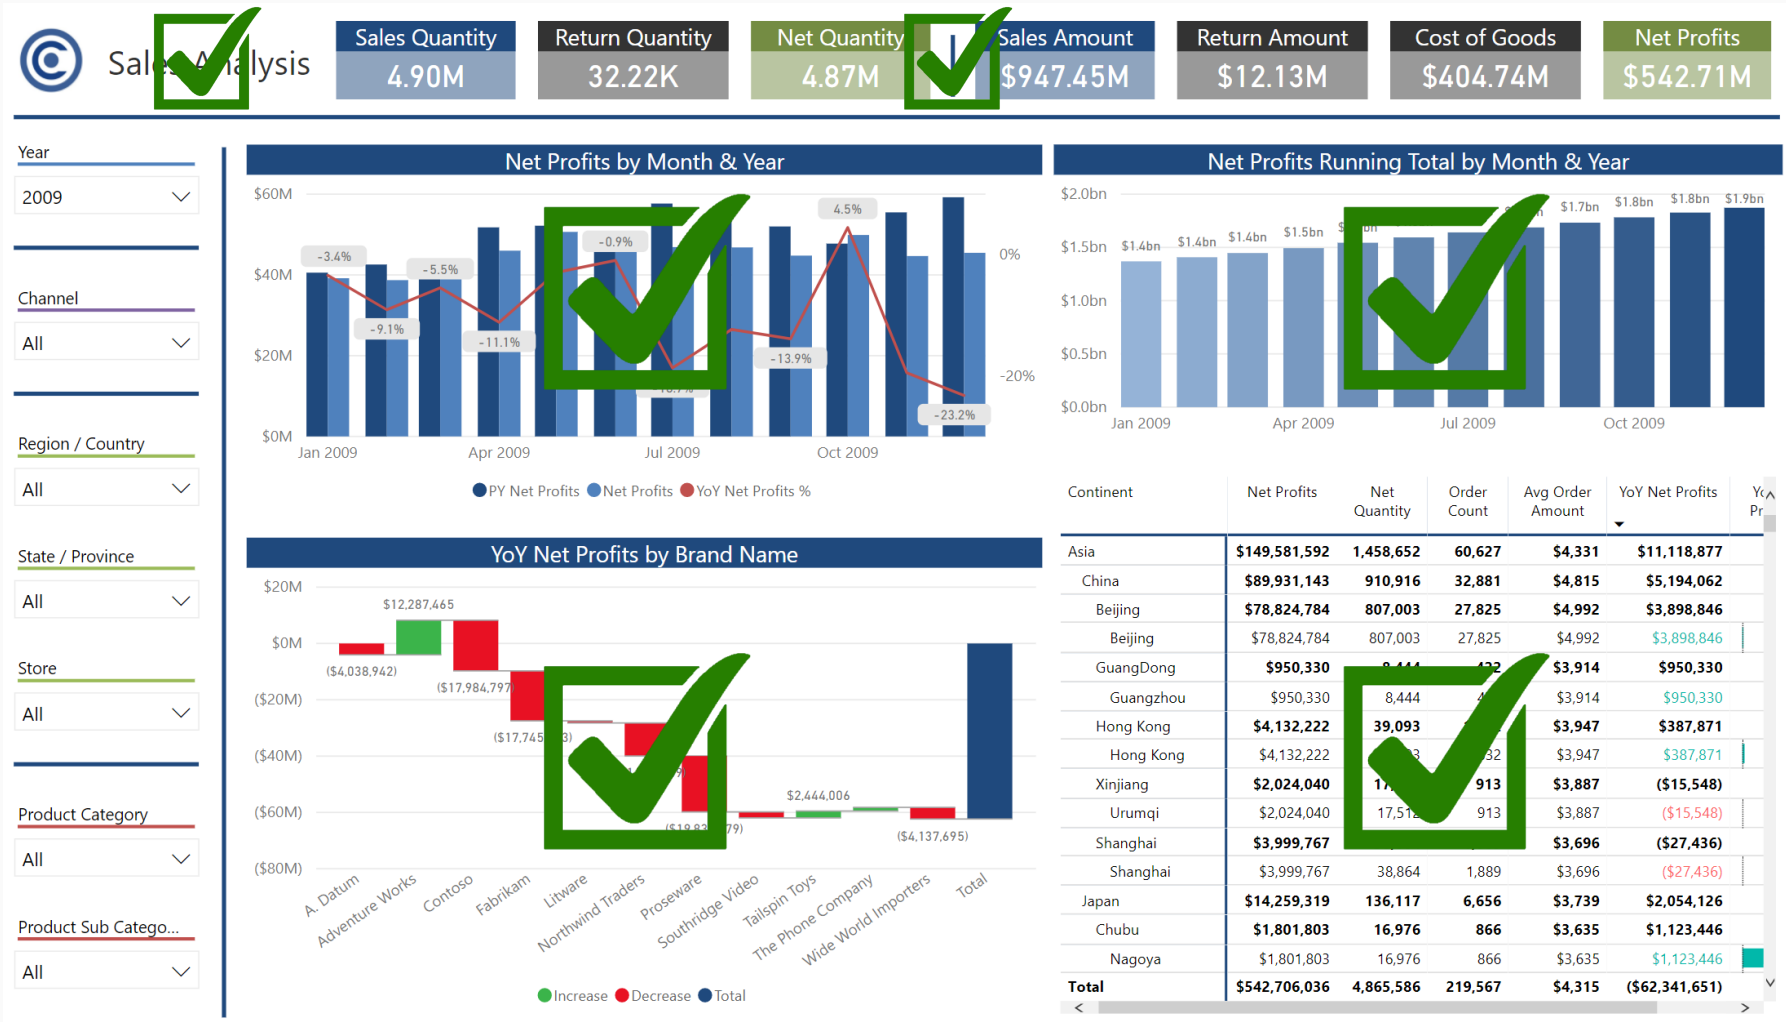 Sales Analysis
Sales Quantity
4.90M
Return Quantity
32.22K
Net Quantity
4.87M
Sales Amount
$947.45M
Return Amount
$12.13M
Cost of Goods
$404.74M
Net Profits
$542.71M
Year
2009
Channel
All
Region / Country
All
State / Province
All
Store
All
Product Category
All
Product Sub Catego...
All
Net Profits by Month & Year
$60M
$40M
$20M
$0M
0%
-20%
-3.4%
-9.1%
-5.5%
-11.1%
-0.9%
-13.9%
4.5%
-23.2%
Jan 2009
Apr 2009
Jul 2009
Oct 2009
PY Net Profits
Net Profits
YoY Net Profits %
Net Profits Running Total by Month & Year
$2.0bn
$1.5bn
$1.0bn
$0.5bn
$0.0bn
$1.4bn
$1.4bn
$1.4bn
$1.5bn
$1.7bn
$1.8bn
$1.8bn
$1.9bn
Jan 2009
Apr 2009
Jul 2009
Oct 2009
YoY Net Profits by Brand Name
$20M
$0M
($20M)
($40M)
($60M)
($80M)
($4,038,942)
$12,287,465
($17,984,797)
$2,444,006
($4,137,695)
A. Datum
Adventure Works
Contoso
Fabrikam
Litware
Northwind Traders
Proseware
Southridge Video
Tailspin Toys
The Phone Company
Wide World Importers
Total
Increase
Decrease
Total
Continent Net Profits Net Quantity Order Count Avg Order Amount YoY Net Profits
Asia $149,581,592 1,458,652 60,627 $4,331 $11,118,877
China $89,931,143 910,916 32,881 $4,815 $5,194,062
Beijing $78,824,784 807,003 27,825 $4,992 $3,898,846
Beijing $78,824,784 807,003 27,825 $4,992 $3,898,846
GuangDong $950,330 $3,914 $950,330
Guangzhou $950,330 8,444 $3,914 $950,330
Hong Kong $4,132,222 39,093 $3,947 $387,871
Hong Kong $4,132,222 $3,947 $387,871
Xinjiang $2,024,040 913 $3,887 ($15,548)
Urumqi $2,024,040 17,512 913 $3,887 ($15,548)
Shanghai $3,999,767 $3,696 ($27,436)
Shanghai $3,999,767 38,864 1,889 $3,696 ($27,436)
Japan $14,259,319 136,117 6,656 $3,739 $2,054,126
Chubu $1,801,803 16,976 866 $3,635 $1,123,446
Nagoya $1,801,803 16,976 866 $3,635 $1,123,446
Total $542,706,036 4,865,586 219,567 $4,315 ($62,341,651)